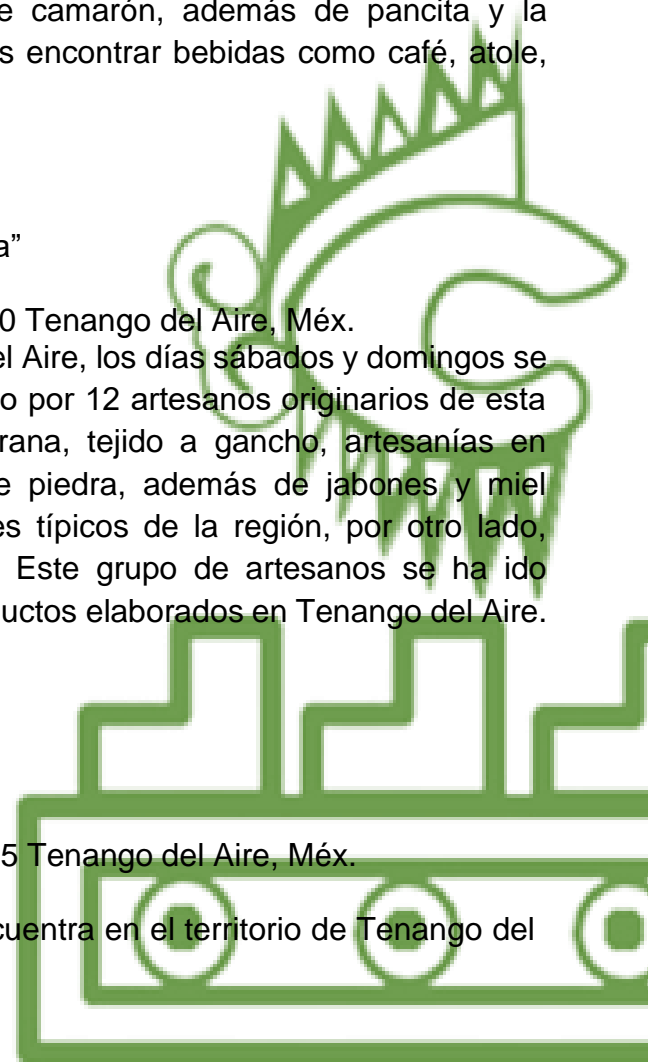 e camarón, además de pancita y la
s encontrar bebidas como café, atole,
a”
0 Tenango del Aire, Méx.
el Aire, los días sábados y domingos se
o por 12 artesanos originarios de esta
rana, tejido a gancho, artesanías en
e piedra, además de jabones y miel
es típicos de la región, por otro lado,
Este grupo de artesanos se ha ido
uctos elaborados en Tenango del Aire.
5 Tenango del Aire, Méx.
cuentra en el territorio de Tenango del